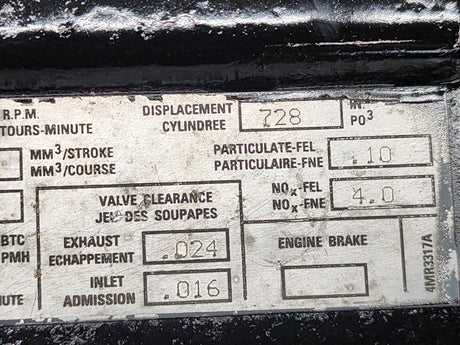 R.P.M.
TOURS-MINUTE
DISPLACEMENT
CYLINDREE
728
IN.³
PO³
MM³/STROKE
MM³/COURSE
PARTICULATE-FEL
PARTICULAIRE-FNE
.10
VALVE CLEARANCE
JEU DES SOUPAPES
NOx-FEL
NOx-FNE
4.0
BTC
PMH
EXHAUST
ECHAPPEMENT
.024
ENGINE BRAKE
INLET
ADMISSION
.016
4MR3317A